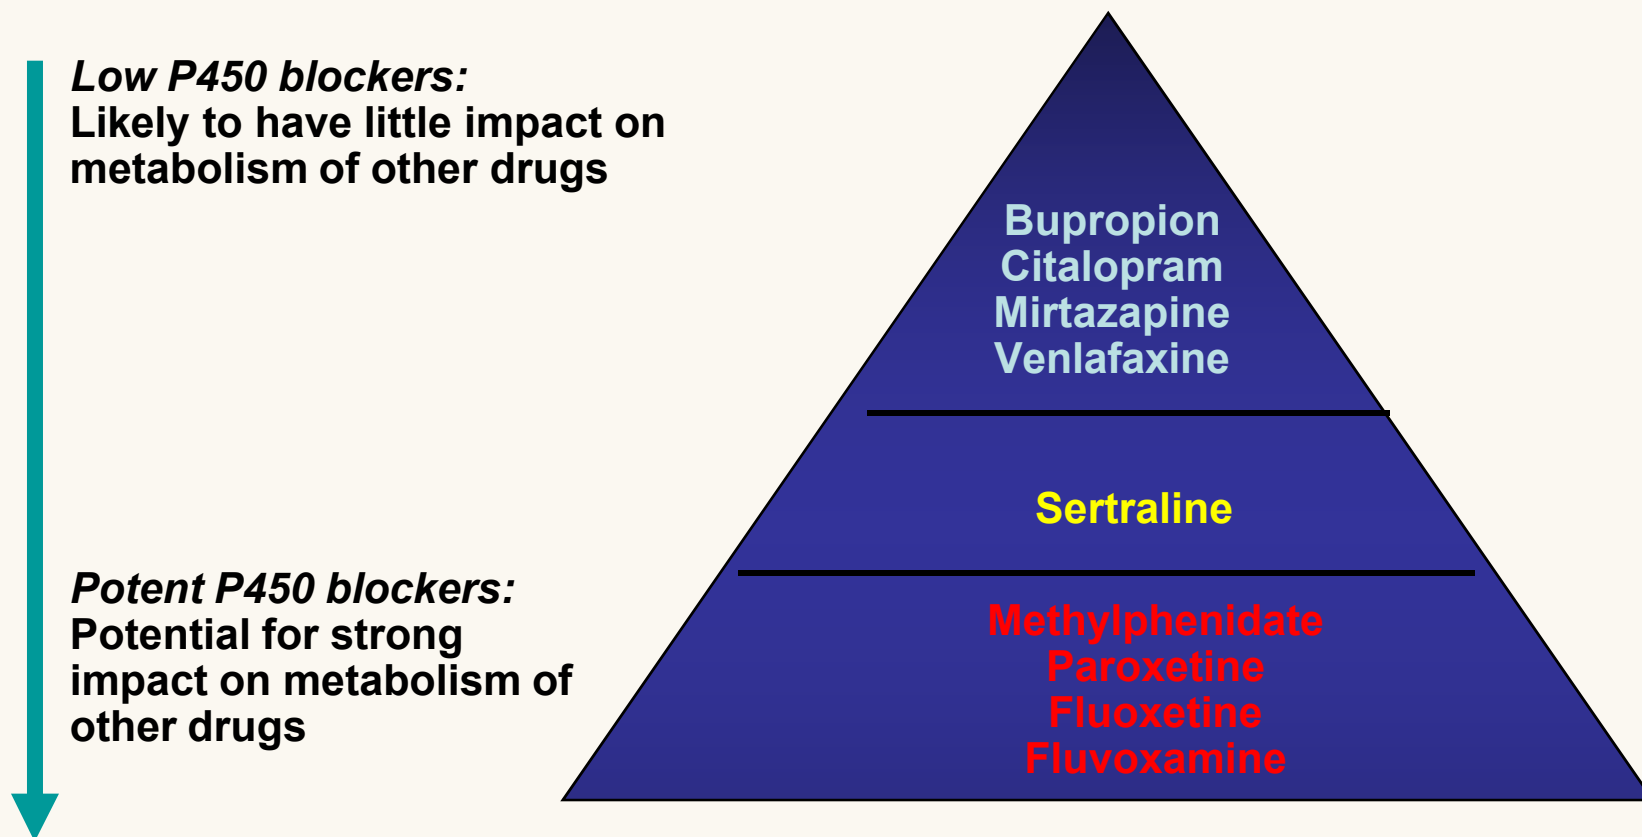 Low P450 blockers:
Likely to have little impact on
metabolism of other drugs
Bupropion
Citalopram
Mirtazapine
Venlafaxine
Sertraline
Potent P450 blockers:
Potential for strong
impact on metabolism of
other drugs
Methylphenidate
Paroxetine
Fluoxetine
Fluvoxamine